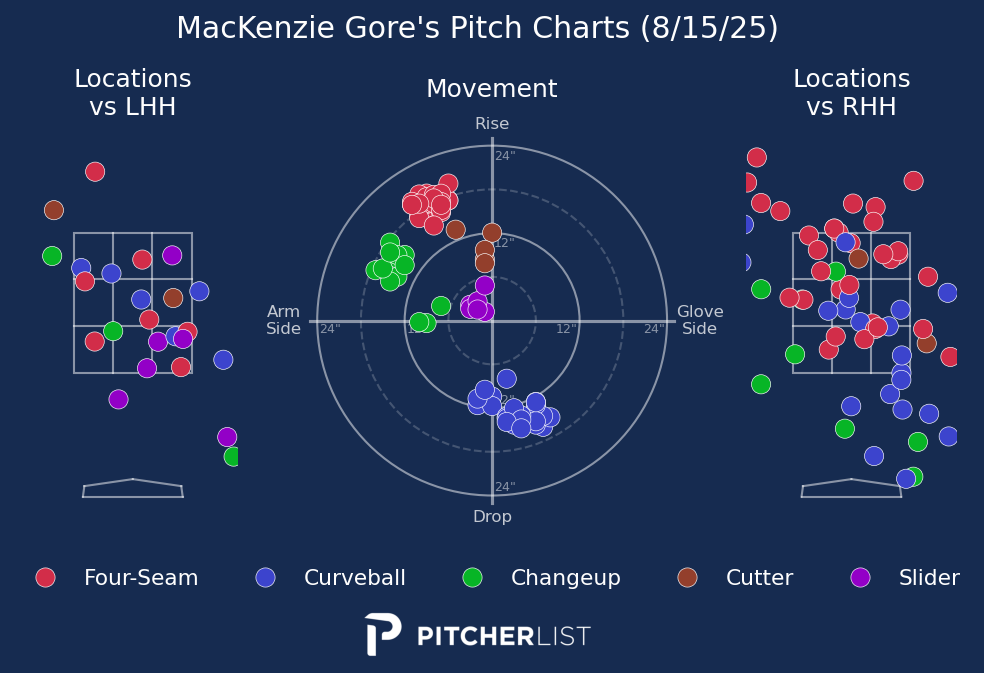 MacKenzie Gore's Pitch Charts (8/15/25)
Locations
vs LHH
Movement
Locations
vs RHH
Rise
24"
12"
Arm
Side
24"
12"
24"
Glove
Side
24"
Drop
Four-Seam
Curveball
Changeup
Cutter
Slider
PITCHERLIST